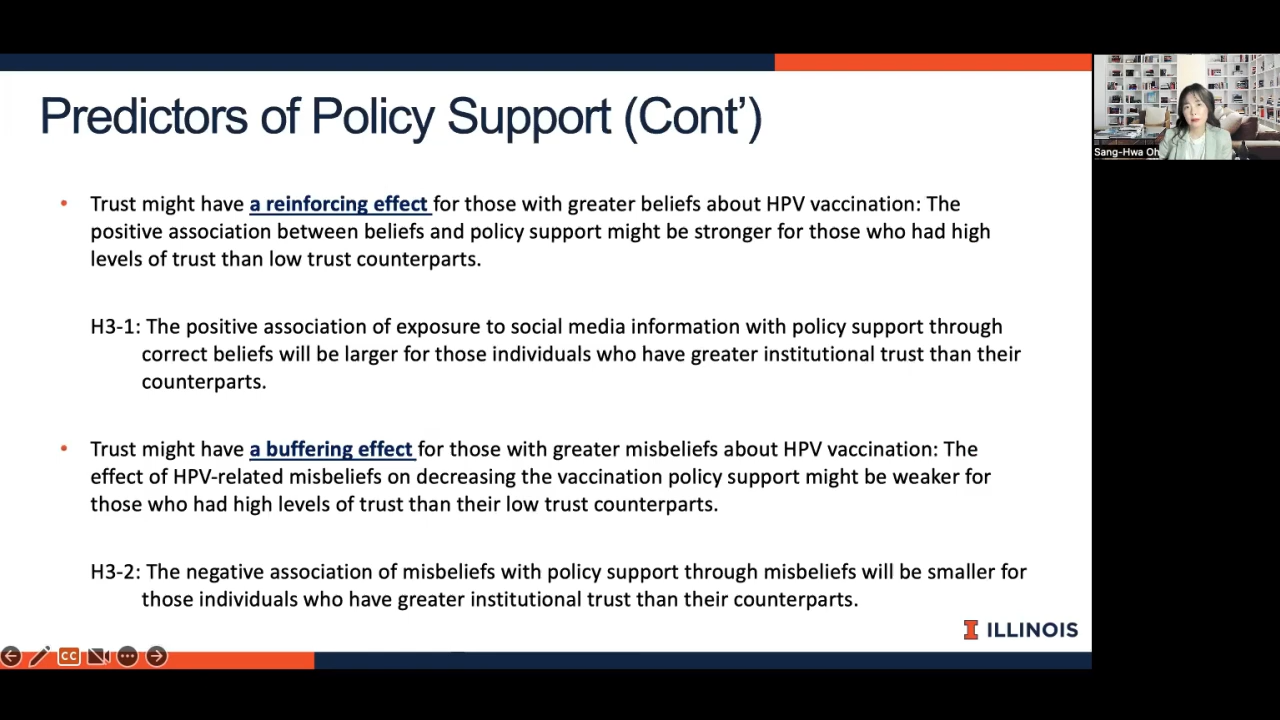 Predictors of Policy Support (Cont’)
Sang-Hwa Oh
• Trust might have a reinforcing effect for those with greater beliefs about HPV vaccination: The
positive association between beliefs and policy support might be stronger for those who had high
levels of trust than low trust counterparts.
H3-1: The positive association of exposure to social media information with policy support through
correct beliefs will be larger for those individuals who have greater institutional trust than their
counterparts.
• Trust might have a buffering effect for those with greater misbeliefs about HPV vaccination: The
effect of HPV-related misbeliefs on decreasing the vaccination policy support might be weaker for
those who had high levels of trust than their low trust counterparts.
H3-2: The negative association of misbeliefs with policy support through misbeliefs will be smaller for
those individuals who have greater institutional trust than their counterparts.
I ILLINOIS
CC